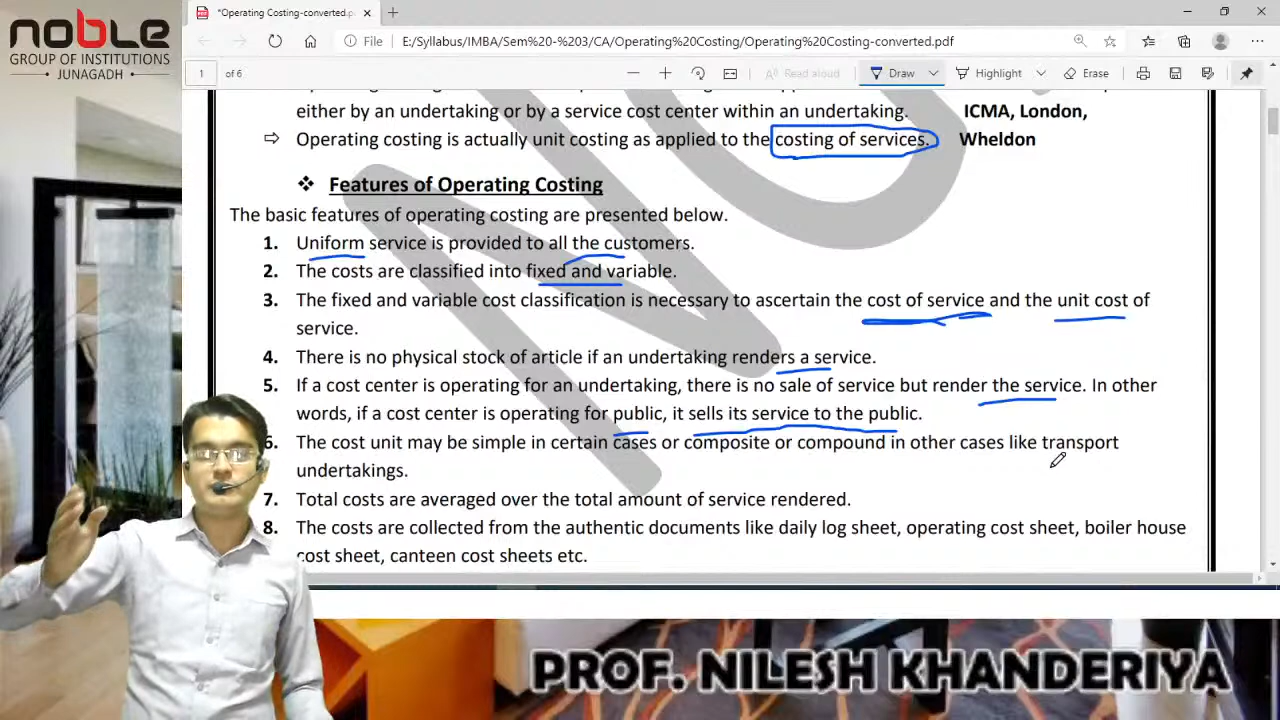 noble
GROUP OF INSTITUTIONS
JUNAGADH
*Operating Costing-converted.p
File
E:/Syllabus/IMBA/Sem%20-%203/CA/Operating%20Costing/Operating%20Costing-converted.pdf
1 of 6
Read aloud
Draw
Highlight
Erase
either by an undertaking or by a service cost center within an undertaking. ICMA, London,
⇨ Operating costing is actually unit costing as applied to the costing of services. Wheldon
❖ Features of Operating Costing
The basic features of operating costing are presented below.
1. Uniform service is provided to all the customers.
2. The costs are classified into fixed and variable.
3. The fixed and variable cost classification is necessary to ascertain the cost of service and the unit cost of
service.
4. There is no physical stock of article if an undertaking renders a service.
5. If a cost center is operating for an undertaking, there is no sale of service but render the service. In other
words, if a cost center is operating for public, it sells its service to the public.
6. The cost unit may be simple in certain cases or composite or compound in other cases like transport
undertakings.
7. Total costs are averaged over the total amount of service rendered.
8. The costs are collected from the authentic documents like daily log sheet, operating cost sheet, boiler house
cost sheet, canteen cost sheets etc.
PROF. NILESH KHANDERIYA